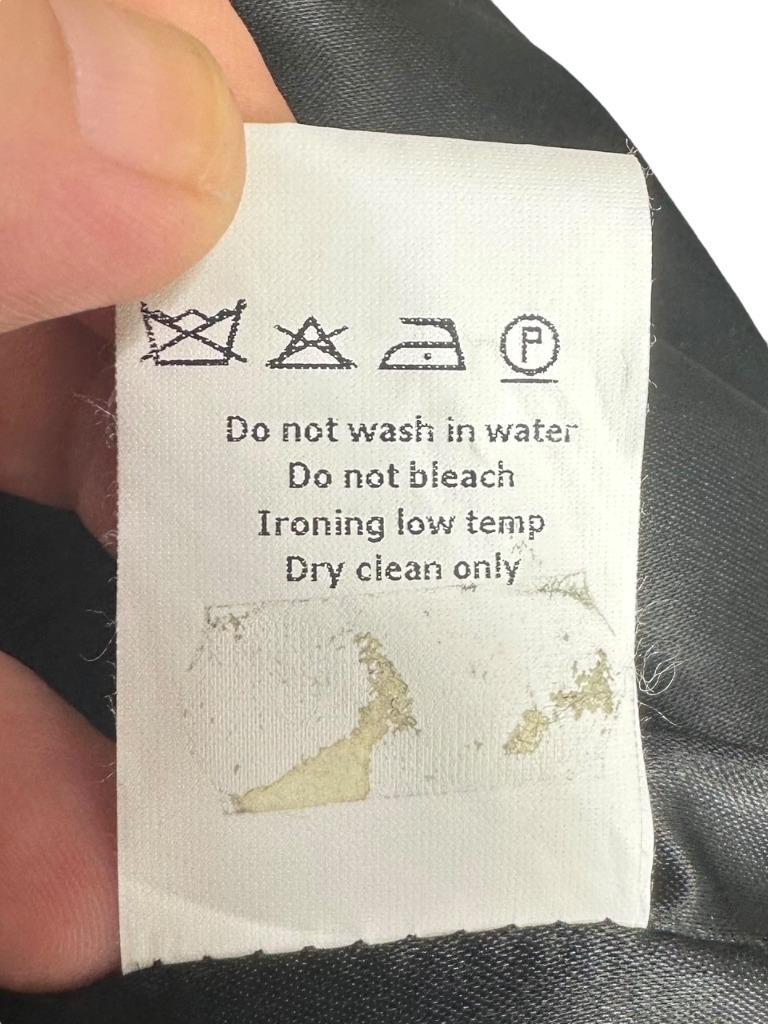 P
Do not wash in water
Do not bleach
Ironing low temp
Dry clean only